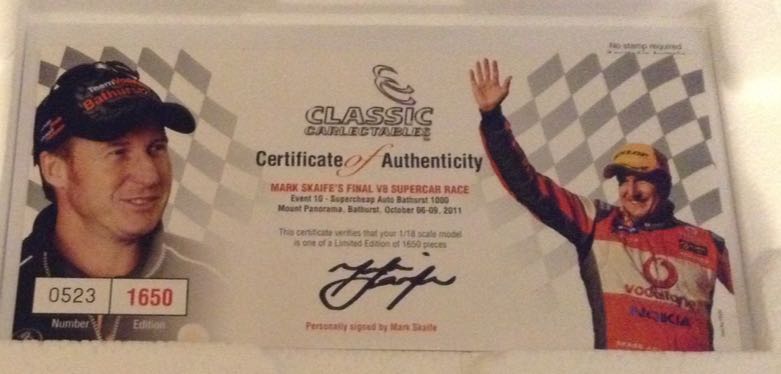 No stamp required
TeamVodafone
Bathurst
CLASSIC
CARLECTABLES
Certificate of Authenticity
MARK SKAIFE'S FINAL V8 SUPERCAR RACE
Event 10 - Supercheap Auto Bathurst 1000
Mount Panorama, Bathurst, October 06-09, 2011
This certificate verifies that your 1/18 scale model
is one of a Limited Edition of 1650 pieces
0523 1650
Number Edition
Personally signed by Mark Skaife
DUNLOP
vodafone
NOKIA